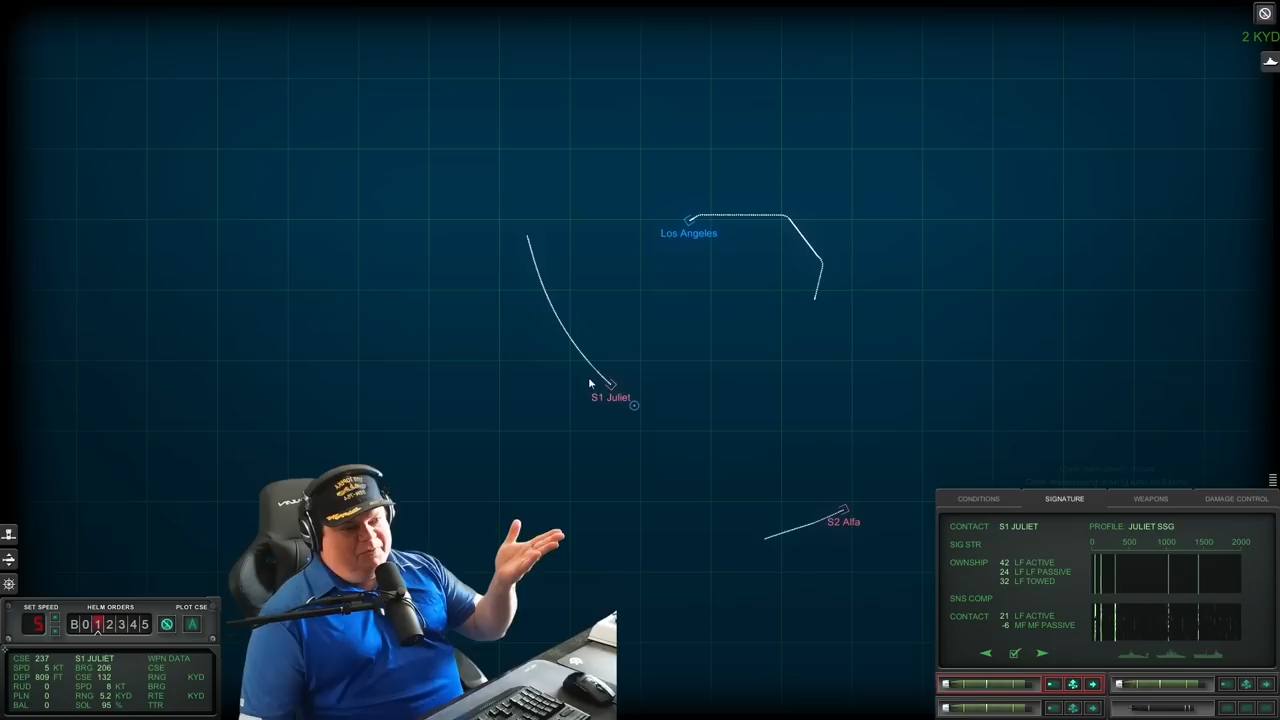 2 KYD
Los Angeles
S1 Juliet
S2 Alfa
CONDITIONS SIGNATURE WEAPONS DAMAGE CONTROL
CONTACT S1 JULIET PROFILE: JULIET SSG
SIG STR 0 500 1000 1500 2000
OWNSHIP 42 LF ACTIVE
24 LF LF PASSIVE
32 LF TOWED
SNS COMP
CONTACT 21 LF ACTIVE
-6 MF MF PASSIVE
SET SPEED HELM ORDERS PLOT CSE
5 B 0 1 2 3 4 5 A
CSE 237 S1 JULIET WPN DATA
SPD 5 KT BRG 206 CSE
DEP 809 FT CSE 132 RNG KYD
RUD 0 SPD 8 KT BRG
PLN 0 RNG 5.2 KYD RTE KYD
BAL 0 SOL 95 % TTR